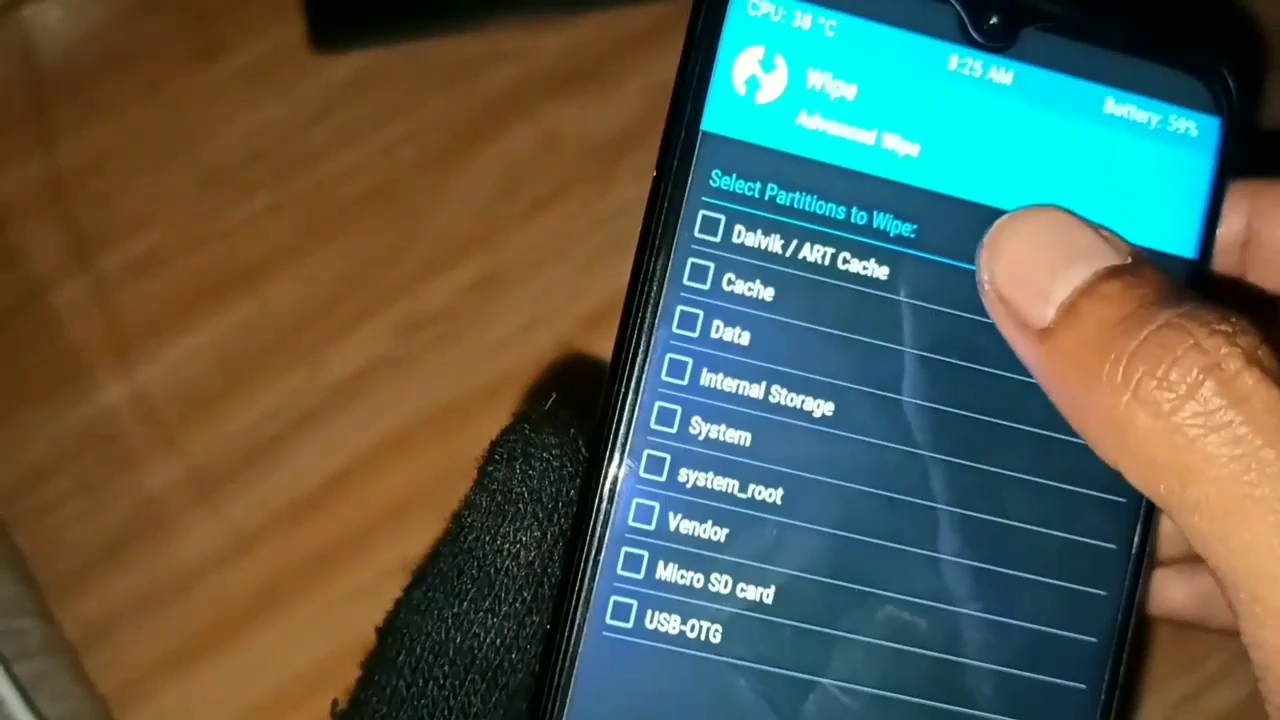 CPU: 38 °C
8:25 AM
Battery: 59%
Wipe
Advanced Wipe
Select Partitions to Wipe:
Dalvik / ART Cache
Cache
Data
Internal Storage
System
system_root
Vendor
Micro SD card
USB-OTG